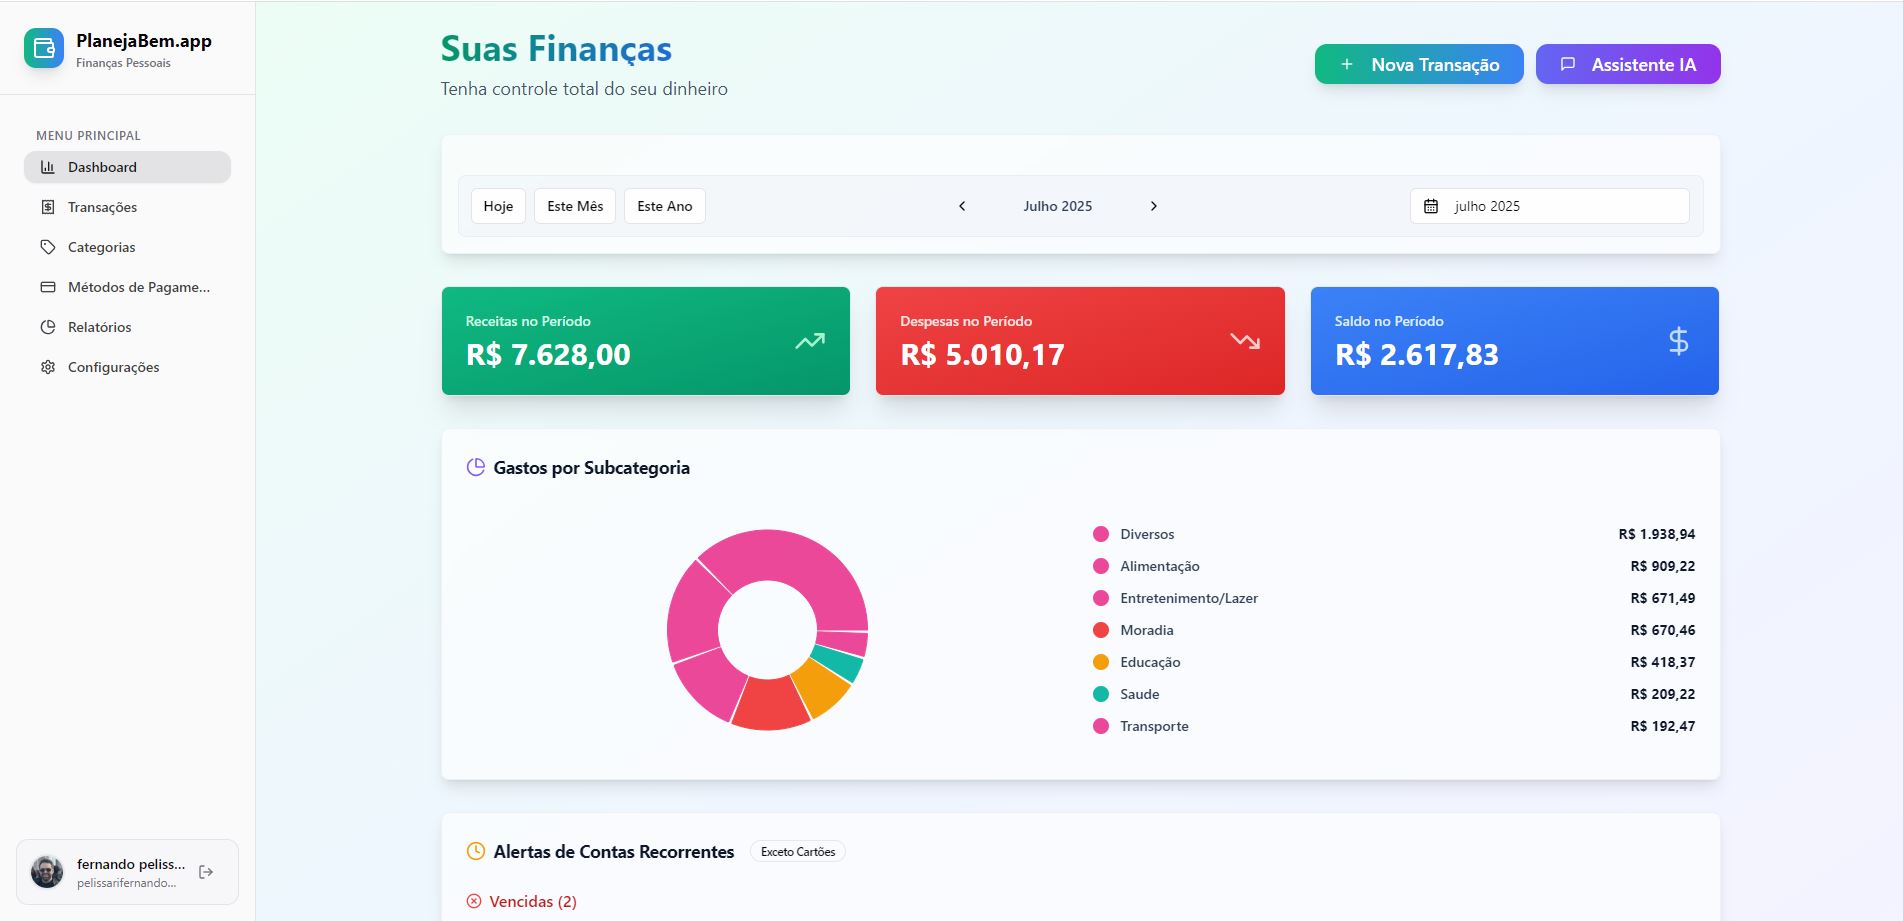 PlanejaBem.app
Finanças Pessoais
MENU PRINCIPAL
Dashboard
Transações
Categorias
Métodos de Pagame...
Relatórios
Configurações
fernando peliss...
pelissarifernando...
Suas Finanças
Tenha controle total do seu dinheiro
+ Nova Transação
Assistente IA
Hoje
Este Mês
Este Ano
Julho 2025
julho 2025
Receitas no Período
R$ 7.628,00
Despesas no Período
R$ 5.010,17
Saldo no Período
R$ 2.617,83
$
Gastos por Subcategoria
Diversos R$ 1.938,94
Alimentação R$ 909,22
Entretenimento/Lazer R$ 671,49
Moradia R$ 670,46
Educação R$ 418,37
Saude R$ 209,22
Transporte R$ 192,47
Alertas de Contas Recorrentes Exceto Cartões
Vencidas (2)